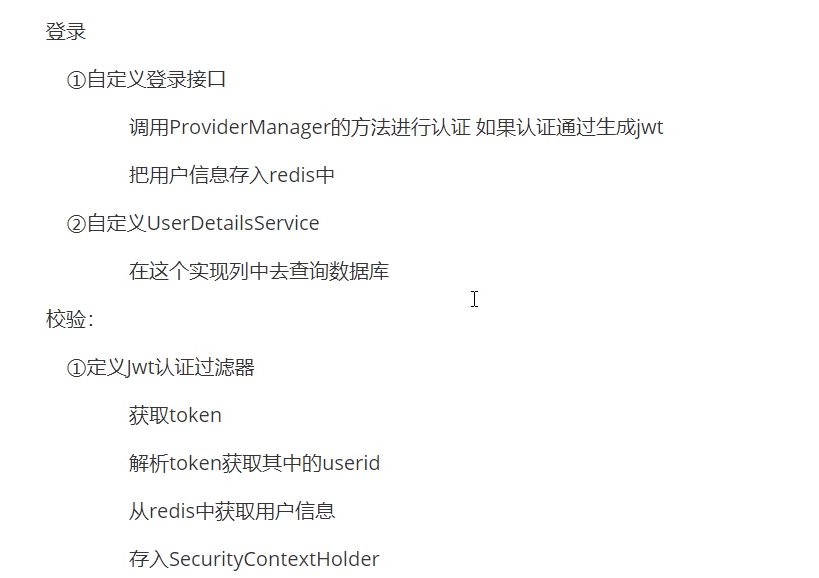 登录
①自定义登录接口
调用ProviderManager的方法进行认证 如果认证通过生成jwt
把用户信息存入redis中
②自定义UserDetailsService
在这个实现列中去查询数据库
校验：
①定义Jwt认证过滤器
获取token
解析token获取其中的userid
从redis中获取用户信息
存入SecurityContextHolder